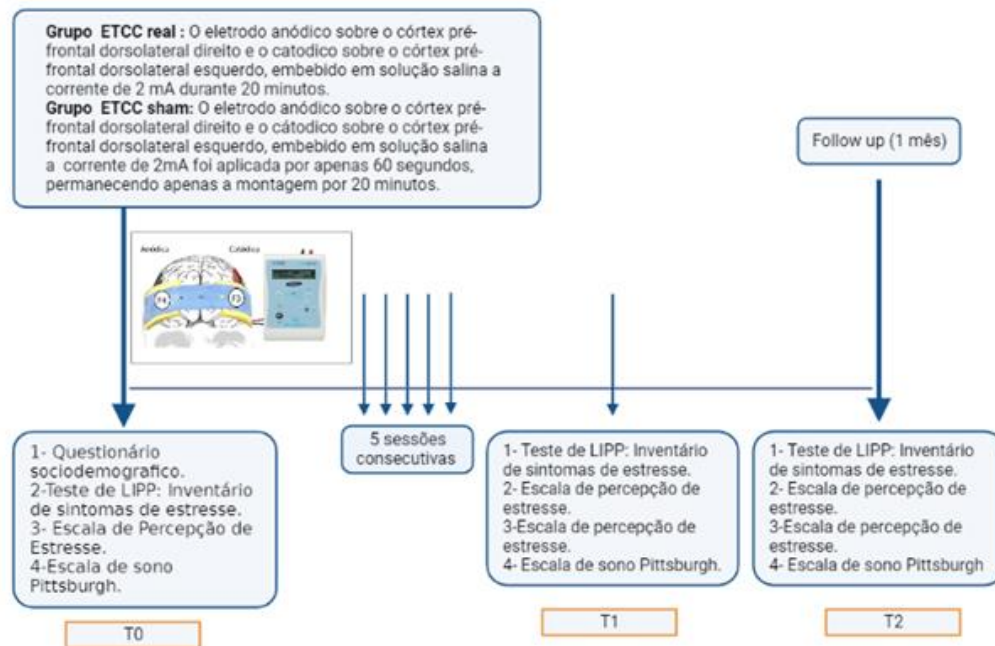 Grupo ETCC real : O eletrodo anódico sobre o córtex pré-
frontal dorsolateral direito e o catodico sobre o córtex pré-
frontal dorsolateral esquerdo, embebido em solução salina a
corrente de 2 mA durante 20 minutos.
Grupo ETCC sham: O eletrodo anódico sobre o córtex pré-
frontal dorsolateral direito e o cátodico sobre o córtex pré-
frontal dorsolateral esquerdo, embebido em solução salina
a corrente de 2mA foi aplicada por apenas 60 segundos,
permanecendo apenas a montagem por 20 minutos.
Follow up (1 mês)
Anódica
Catódica
F4
F3
1- Questionário
sociodemografico.
2-Teste de LIPP: Inventário
de sintomas de estresse.
3- Escala de Percepção de
Estresse.
4-Escala de sono
Pittsburgh.
T0
5 sessões
consecutivas
1- Teste de LIPP: Inventário
de sintomas de estresse.
2- Escala de percepção de
estresse.
3-Escala de percepção de
estresse.
4- Escala de sono Pittsburgh.
T1
1- Teste de LIPP: Inventário
de sintomas de estresse.
2- Escala de percepção de
estresse.
3-Escala de percepção de
estresse.
4- Escala de sono Pittsburgh
T2